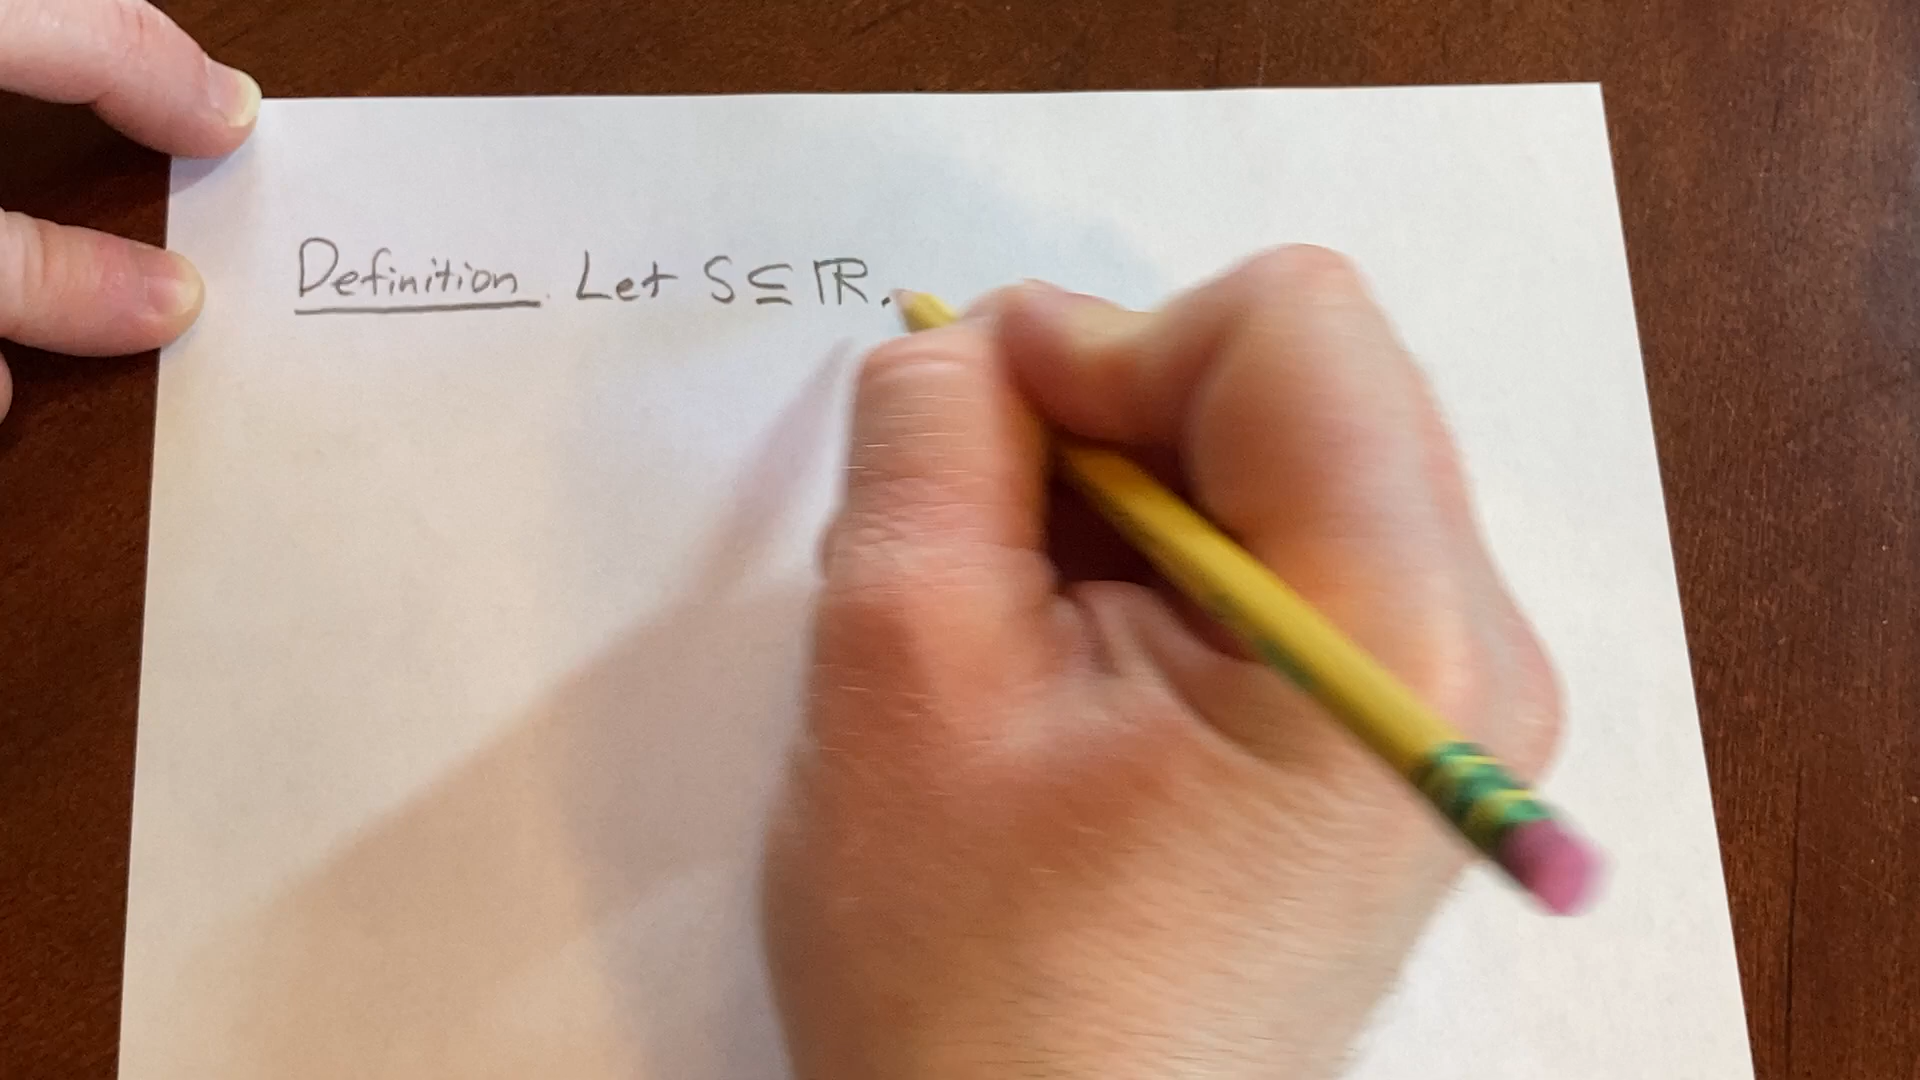 Definition. Let S ⊆ ℝ.